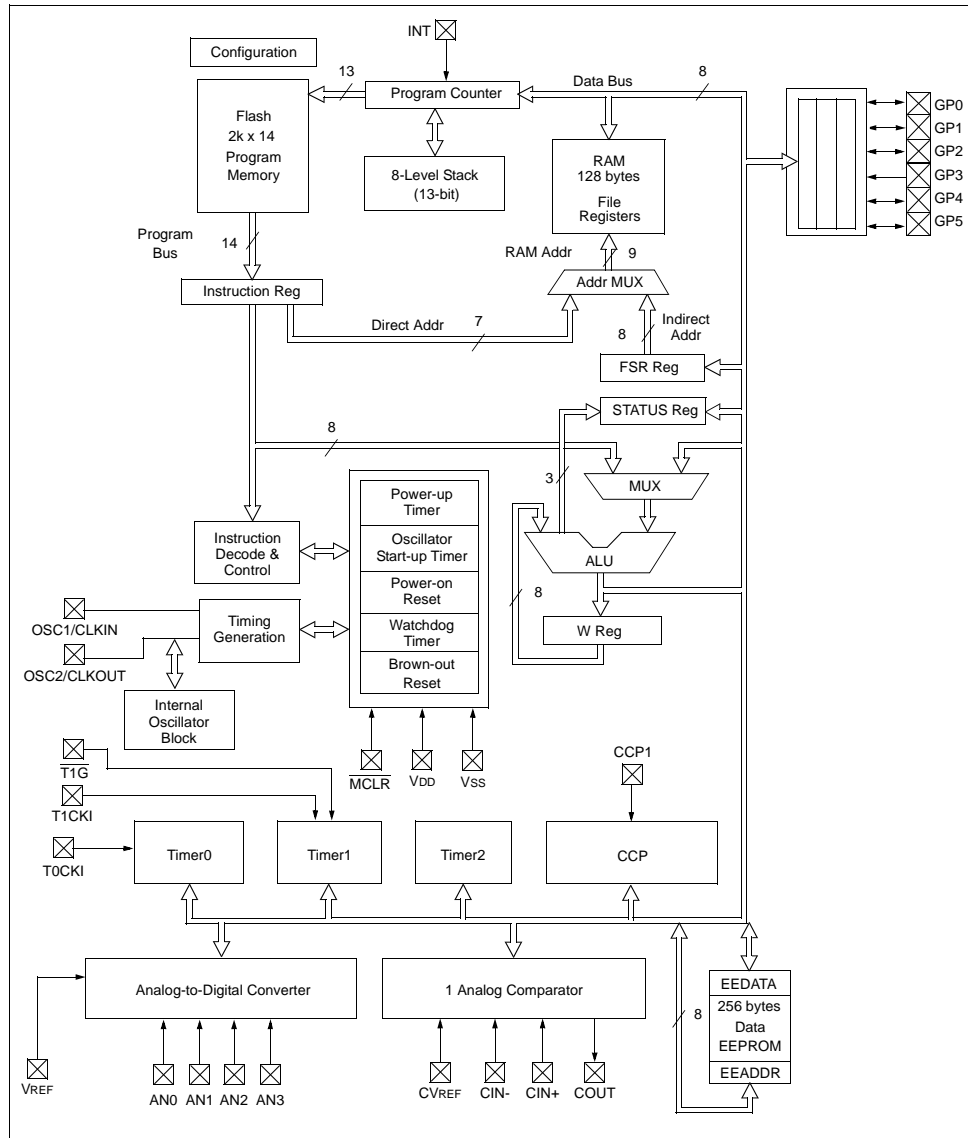 INT
Configuration
13
Program Counter
Data Bus
8
Flash
2k x 14
Program
Memory
8-Level Stack
(13-bit)
RAM
128 bytes
File
Registers
GP0
GP1
GP2
GP3
GP4
GP5
Program
Bus
14
RAM Addr
9
Addr MUX
Instruction Reg
Direct Addr
7
8
Indirect
Addr
FSR Reg
STATUS Reg
8
3
MUX
Power-up
Timer
Oscillator
Start-up Timer
Power-on
Reset
Watchdog
Timer
Brown-out
Reset
Instruction
Decode &
Control
ALU
8
W Reg
OSC1/CLKIN
Timing
Generation
OSC2/CLKOUT
Internal
Oscillator
Block
T1G
MCLR
VDD
VSS
CCP1
T1CKI
T0CKI
Timer0
Timer1
Timer2
CCP
Analog-to-Digital Converter
1 Analog Comparator
8
EEDATA
256 bytes
Data
EEPROM
EEADDR
VREF
AN0
AN1
AN2
AN3
CVREF
CIN-
CIN+
COUT